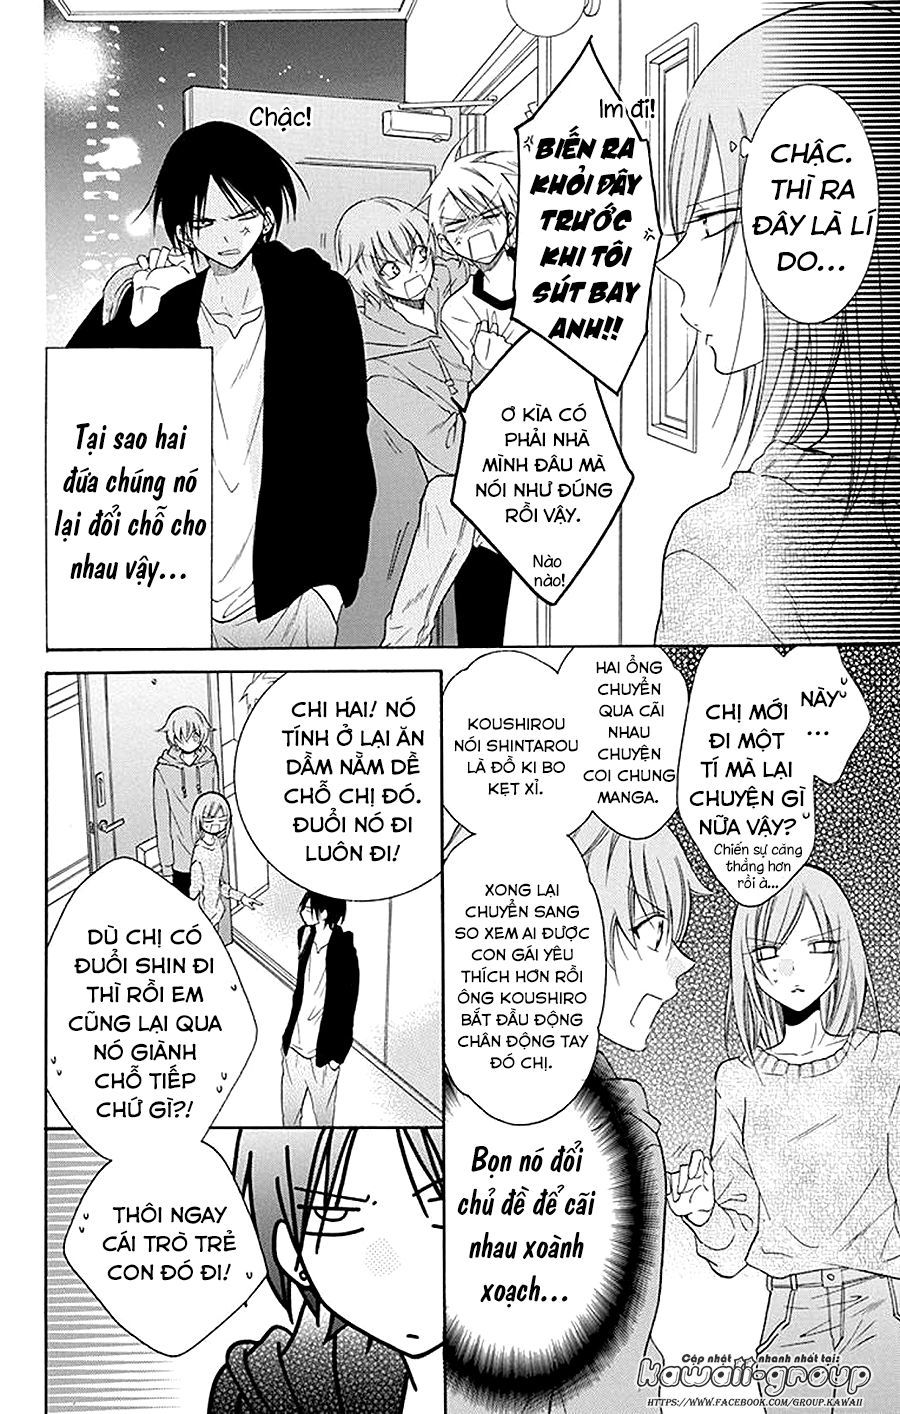 CHẬC.
THÌ RA
ĐÂY LÀ LÍ
DO...
Im đi!
BIẾN RA
KHỎI ĐÂY
TRƯỚC
KHI TÔI
SÚT BAY
ANH!!
Chậc!
Ơ KÌA CÓ
PHẢI NHÀ
MÌNH ĐÂU MÀ
NÓI NHƯ ĐÚNG
RỒI VẬY.
Nào
nào!
Tại sao hai
đứa chúng nó
lại đổi chỗ cho
nhau vậy...
NÀY
...
CHỊ MỚI
ĐI MỘT
TÍ MÀ LẠI
CHUYỆN GÌ
NỮA VẬY?
Chiến sự căng
thẳng hơn
rồi à...
HAI ỔNG
CHUYỂN
QUA CÃI
NHAU
CHUYỆN
COI CHUNG
MANGA.
KOUSHIROU
NÓI SHINTAROU
LÀ ĐỒ KI BO
KẸT XỈ.
XONG LẠI
CHUYỂN SANG
SO XEM AI ĐƯỢC
CON GÁI YÊU
THÍCH HƠN RỒI
ÔNG KOUSHIRO
BẮT ĐẦU ĐỘNG
CHÂN ĐỘNG TAY
ĐÓ CHỊ.
Bọn nó đổi
chủ đề để cãi
nhau xoành
xoạch...
CHỊ HAI! NÓ
TÍNH Ở LẠI ĂN
DẦM NẰM DỀ
CHỖ CHỊ ĐÓ.
ĐUỔI NÓ ĐI
LUÔN ĐI!
DÙ CHỊ CÓ
ĐUỔI SHIN ĐI
THÌ RỒI EM
CŨNG LẠI QUA
NÓ GIÀNH
CHỖ TIẾP
CHỨ GÌ?!
THÔI NGAY
CÁI TRÒ TRẺ
CON ĐÓ ĐI!
Cập nhật nhanh nhất tại:
kawaii-group
HTTPS://WWW.FACEBOOK.COM/GROUP.KAWAII